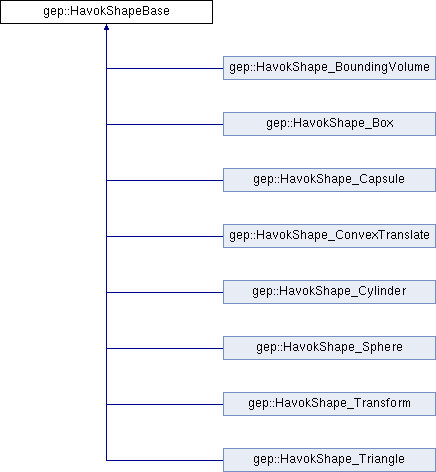 gep::HavokShapeBase
gep::HavokShape_BoundingVolume
gep::HavokShape_Box
gep::HavokShape_Capsule
gep::HavokShape_ConvexTranslate
gep::HavokShape_Cylinder
gep::HavokShape_Sphere
gep::HavokShape_Transform
gep::HavokShape_Triangle